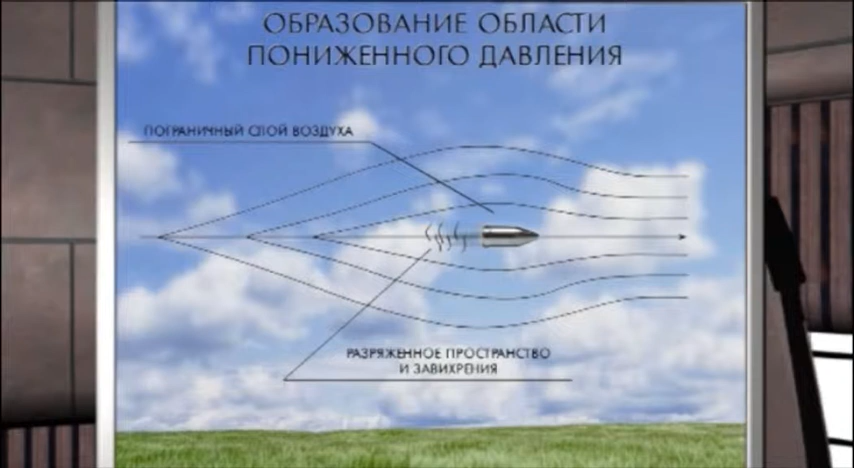 ОБРАЗОВАНИЕ ОБЛАСТИ
ПОНИЖЕННОГО ДАВЛЕНИЯ
ПОГРАНИЧНЫЙ СЛОЙ ВОЗДУХА
РАЗРЯЖЕННОЕ ПРОСТРАНСТВО
И ЗАВИХРЕНИЯ